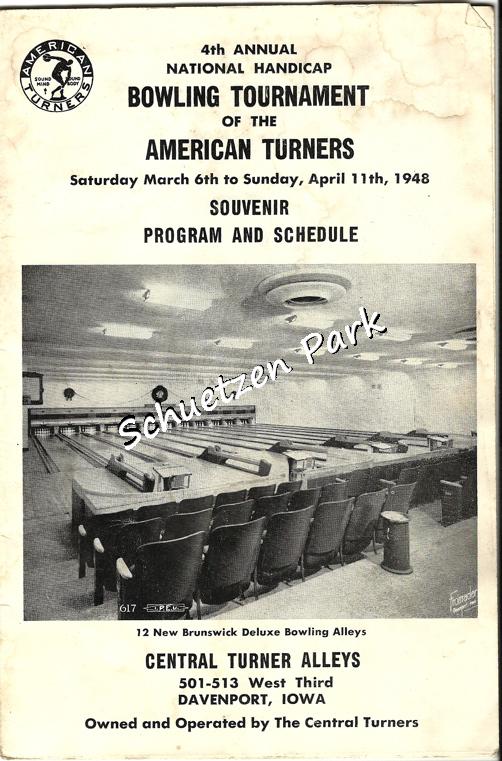 AMERICAN TURNERS
SOUND MIND
SOUND BODY
4th ANNUAL
NATIONAL HANDICAP
BOWLING TOURNAMENT
OF THE
AMERICAN TURNERS
Saturday March 6th to Sunday, April 11th, 1948
SOUVENIR
PROGRAM AND SCHEDULE
Schuetzen Park
617 I.P.E.U.
12 New Brunswick Deluxe Bowling Alleys
CENTRAL TURNER ALLEYS
501-513 West Third
DAVENPORT, IOWA
Owned and Operated by The Central Turners